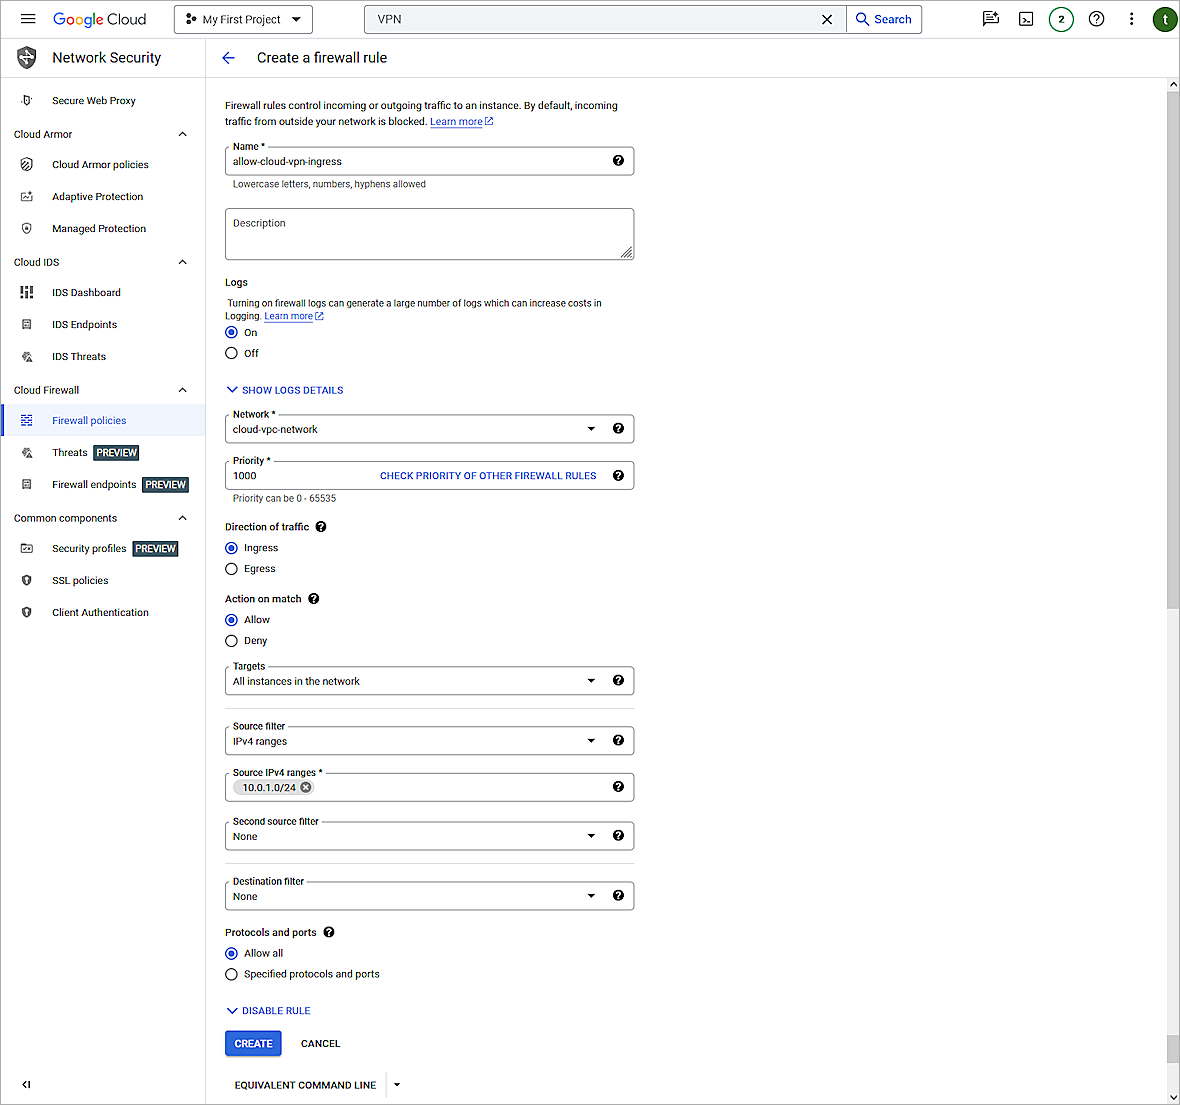 Google Cloud
My First Project
VPN
Search
2
t
Network Security
Create a firewall rule
Secure Web Proxy
Cloud Armor
Cloud Armor policies
Adaptive Protection
Managed Protection
Cloud IDS
IDS Dashboard
IDS Endpoints
IDS Threats
Cloud Firewall
Firewall policies
Threats PREVIEW
Firewall endpoints PREVIEW
Common components
Security profiles PREVIEW
SSL policies
Client Authentication
Firewall rules control incoming or outgoing traffic to an instance. By default, incoming
traffic from outside your network is blocked. Learn more
Name *
allow-cloud-vpn-ingress
Lowercase letters, numbers, hyphens allowed
Description
Logs
Turning on firewall logs can generate a large number of logs which can increase costs in
Logging. Learn more
On
Off
SHOW LOGS DETAILS
Network *
cloud-vpc-network
Priority *
1000 CHECK PRIORITY OF OTHER FIREWALL RULES
Priority can be 0 - 65535
Direction of traffic
Ingress
Egress
Action on match
Allow
Deny
Targets
All instances in the network
Source filter
IPv4 ranges
Source IPv4 ranges *
10.0.1.0/24
Second source filter
None
Destination filter
None
Protocols and ports
Allow all
Specified protocols and ports
DISABLE RULE
CREATE CANCEL
EQUIVALENT COMMAND LINE